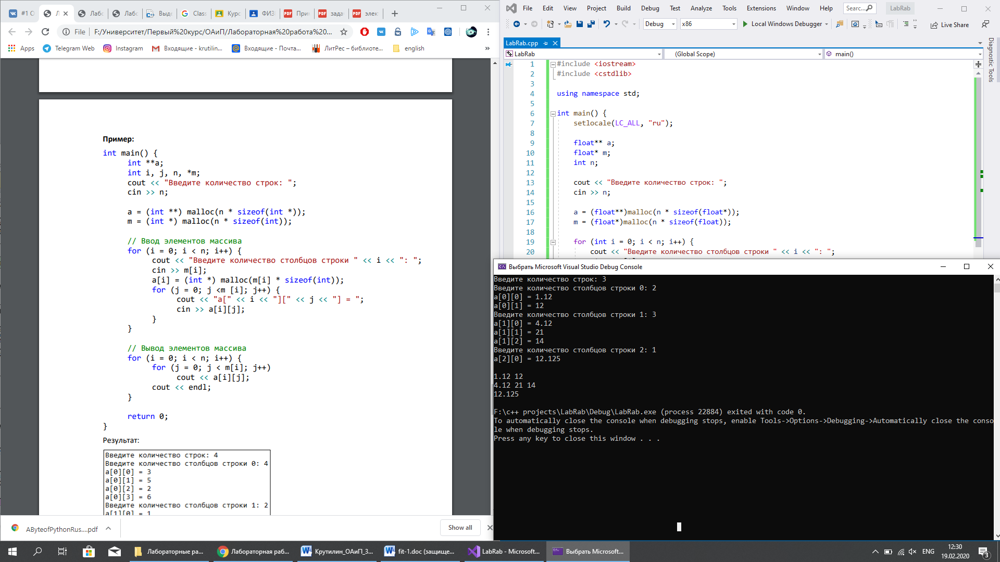 #1 О
Л
Лабо
Лабо
Выде
Class
Курс
ФИЗ
При
зада
элек
File
F:/Университет/Первый%20курс/ОАиП/Лабораторная%20работа%20...
Apps
Telegram Web
Instagram
Входящие - krutilin...
Входящие - Почта...
ЛитРес – библиоте...
english
»
Пример:
int main() {
int **a;
int i, j, n, *m;
cout << "Введите количество строк: ";
cin >> n;
a = (int **) malloc(n * sizeof(int *));
m = (int *) malloc(n * sizeof(int));
// Ввод элементов массива
for (i = 0; i < n; i++) {
cout << "Введите количество столбцов строки " << i << ": ";
cin >> m[i];
a[i] = (int *) malloc(m[i] * sizeof(int));
for (j = 0; j <m [i]; j++) {
cout << "a[" << i << "][" << j << "] = ";
cin >> a[i][j];
}
}
// Вывод элементов массива
for (i = 0; i < n; i++) {
for (j = 0; j < m[i]; j++)
cout << a[i][j];
cout << endl;
}
return 0;
}
Результат:
Введите количество строк: 4
Введите количество столбцов строки 0: 4
a[0][0] = 3
a[0][1] = 5
a[0][2] = 2
a[0][3] = 6
Введите количество столбцов строки 1: 2
a[1][0] = 1
AByteofPythonRus....pdf
Show all
File Edit View Project Build Debug Test Analyze Tools Extensions Window Help
Searc...
LabRab
Debug
x86
Local Windows Debugger
Live Share
LabRab.cpp
LabRab
(Global Scope)
main()
Diagnostic Tools
1 #include <iostream>
2 #include <cstdlib>
3
4 using namespace std;
5
6 int main() {
7 setlocale(LC_ALL, "ru");
8
9 float** a;
10 float* m;
11 int n;
12
13 cout << "Введите количество строк: ";
14 cin >> n;
15
16 a = (float**)malloc(n * sizeof(float*));
17 m = (float*)malloc(n * sizeof(float));
18
19 for (int i = 0; i < n; i++) {
20 cout << "Введите количество столбцов строки " << i << ": ";
Выбрать Microsoft Visual Studio Debug Console
Введите количество строк: 3
Введите количество столбцов строки 0: 2
a[0][0] = 1.12
a[0][1] = 12
Введите количество столбцов строки 1: 3
a[1][0] = 4.12
a[1][1] = 21
a[1][2] = 14
Введите количество столбцов строки 2: 1
a[2][0] = 12.125
1.12 12
4.12 21 14
12.125
F:\c++ projects\LabRab\Debug\LabRab.exe (process 22884) exited with code 0.
To automatically close the console when debugging stops, enable Tools->Options->Debugging->Automatically close the conso
le when debugging stops.
Press any key to close this window . . .
Лабораторные ра...
Лабораторная раб...
Крутилин_ОАиП_3...
fit-1.doc (защище...
LabRab - Microsoft...
Выбрать Microsoft...
ENG
12:30
19.02.2020
3